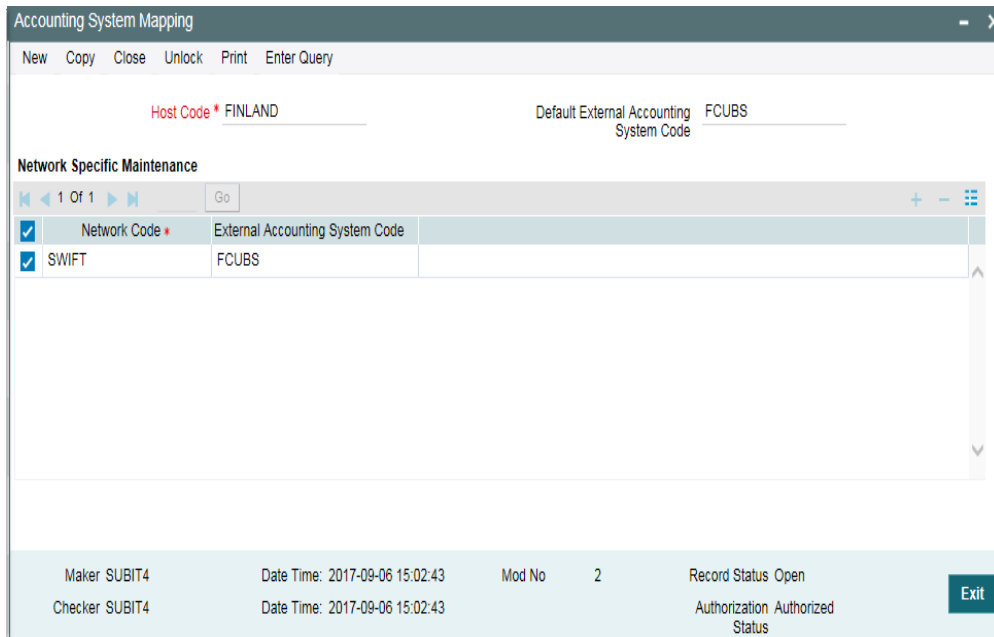 Accounting System Mapping
New Copy Close Unlock Print Enter Query
Host Code * FINLAND
Default External Accounting System Code FCUBS
Network Specific Maintenance
1 Of 1 Go
Network Code * External Accounting System Code
SWIFT FCUBS
Maker SUBIT4 Date Time: 2017-09-06 15:02:43 Mod No 2 Record Status Open
Checker SUBIT4 Date Time: 2017-09-06 15:02:43 Authorization Status Authorized
Exit